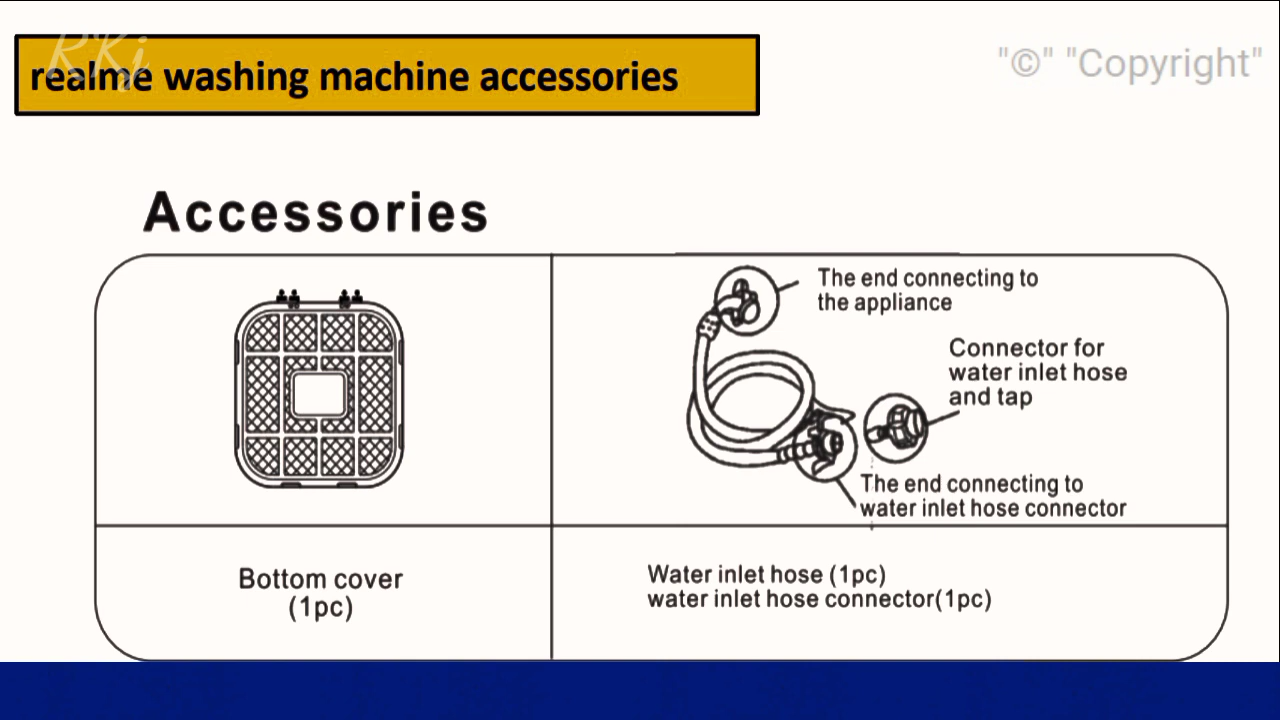 RKj
realme washing machine accessories
"©" "Copyright"
Accessories
The end connecting to
the appliance
Connector for
water inlet hose
and tap
The end connecting to
water inlet hose connector
Bottom cover
(1pc)
Water inlet hose (1pc)
water inlet hose connector(1pc)